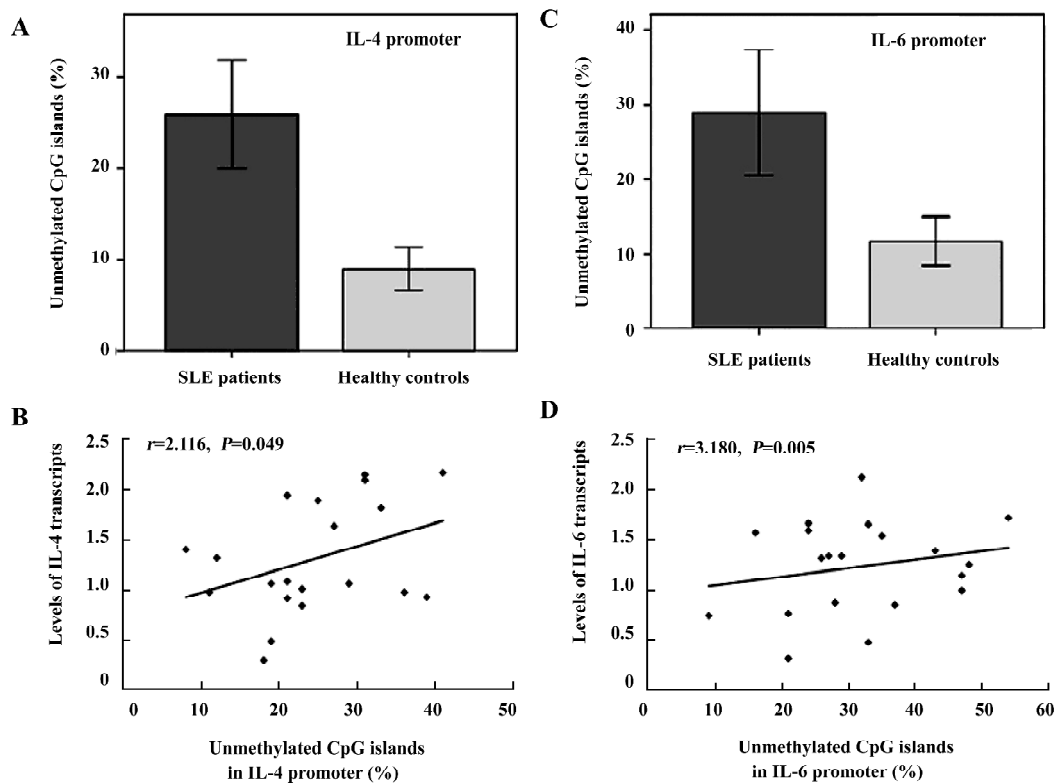 A
IL-4 promoter
Unmethylated CpG islands (%)
30
20
10
0
SLE patients
Healthy controls
C
IL-6 promoter
Unmethylated CpG islands (%)
40
30
20
10
0
SLE patients
Healthy controls
B
r=2.116, P=0.049
Levels of IL-4 transcripts
2.5
2.0
1.5
1.0
0.5
0
0 10 20 30 40 50
Unmethylated CpG islands
in IL-4 promoter (%)
D
r=3.180, P=0.005
Levels of IL-6 transcripts
2.5
2.0
1.5
1.0
0.5
0
0 10 20 30 40 50 60
Unmethylated CpG islands
in IL-6 promoter (%)